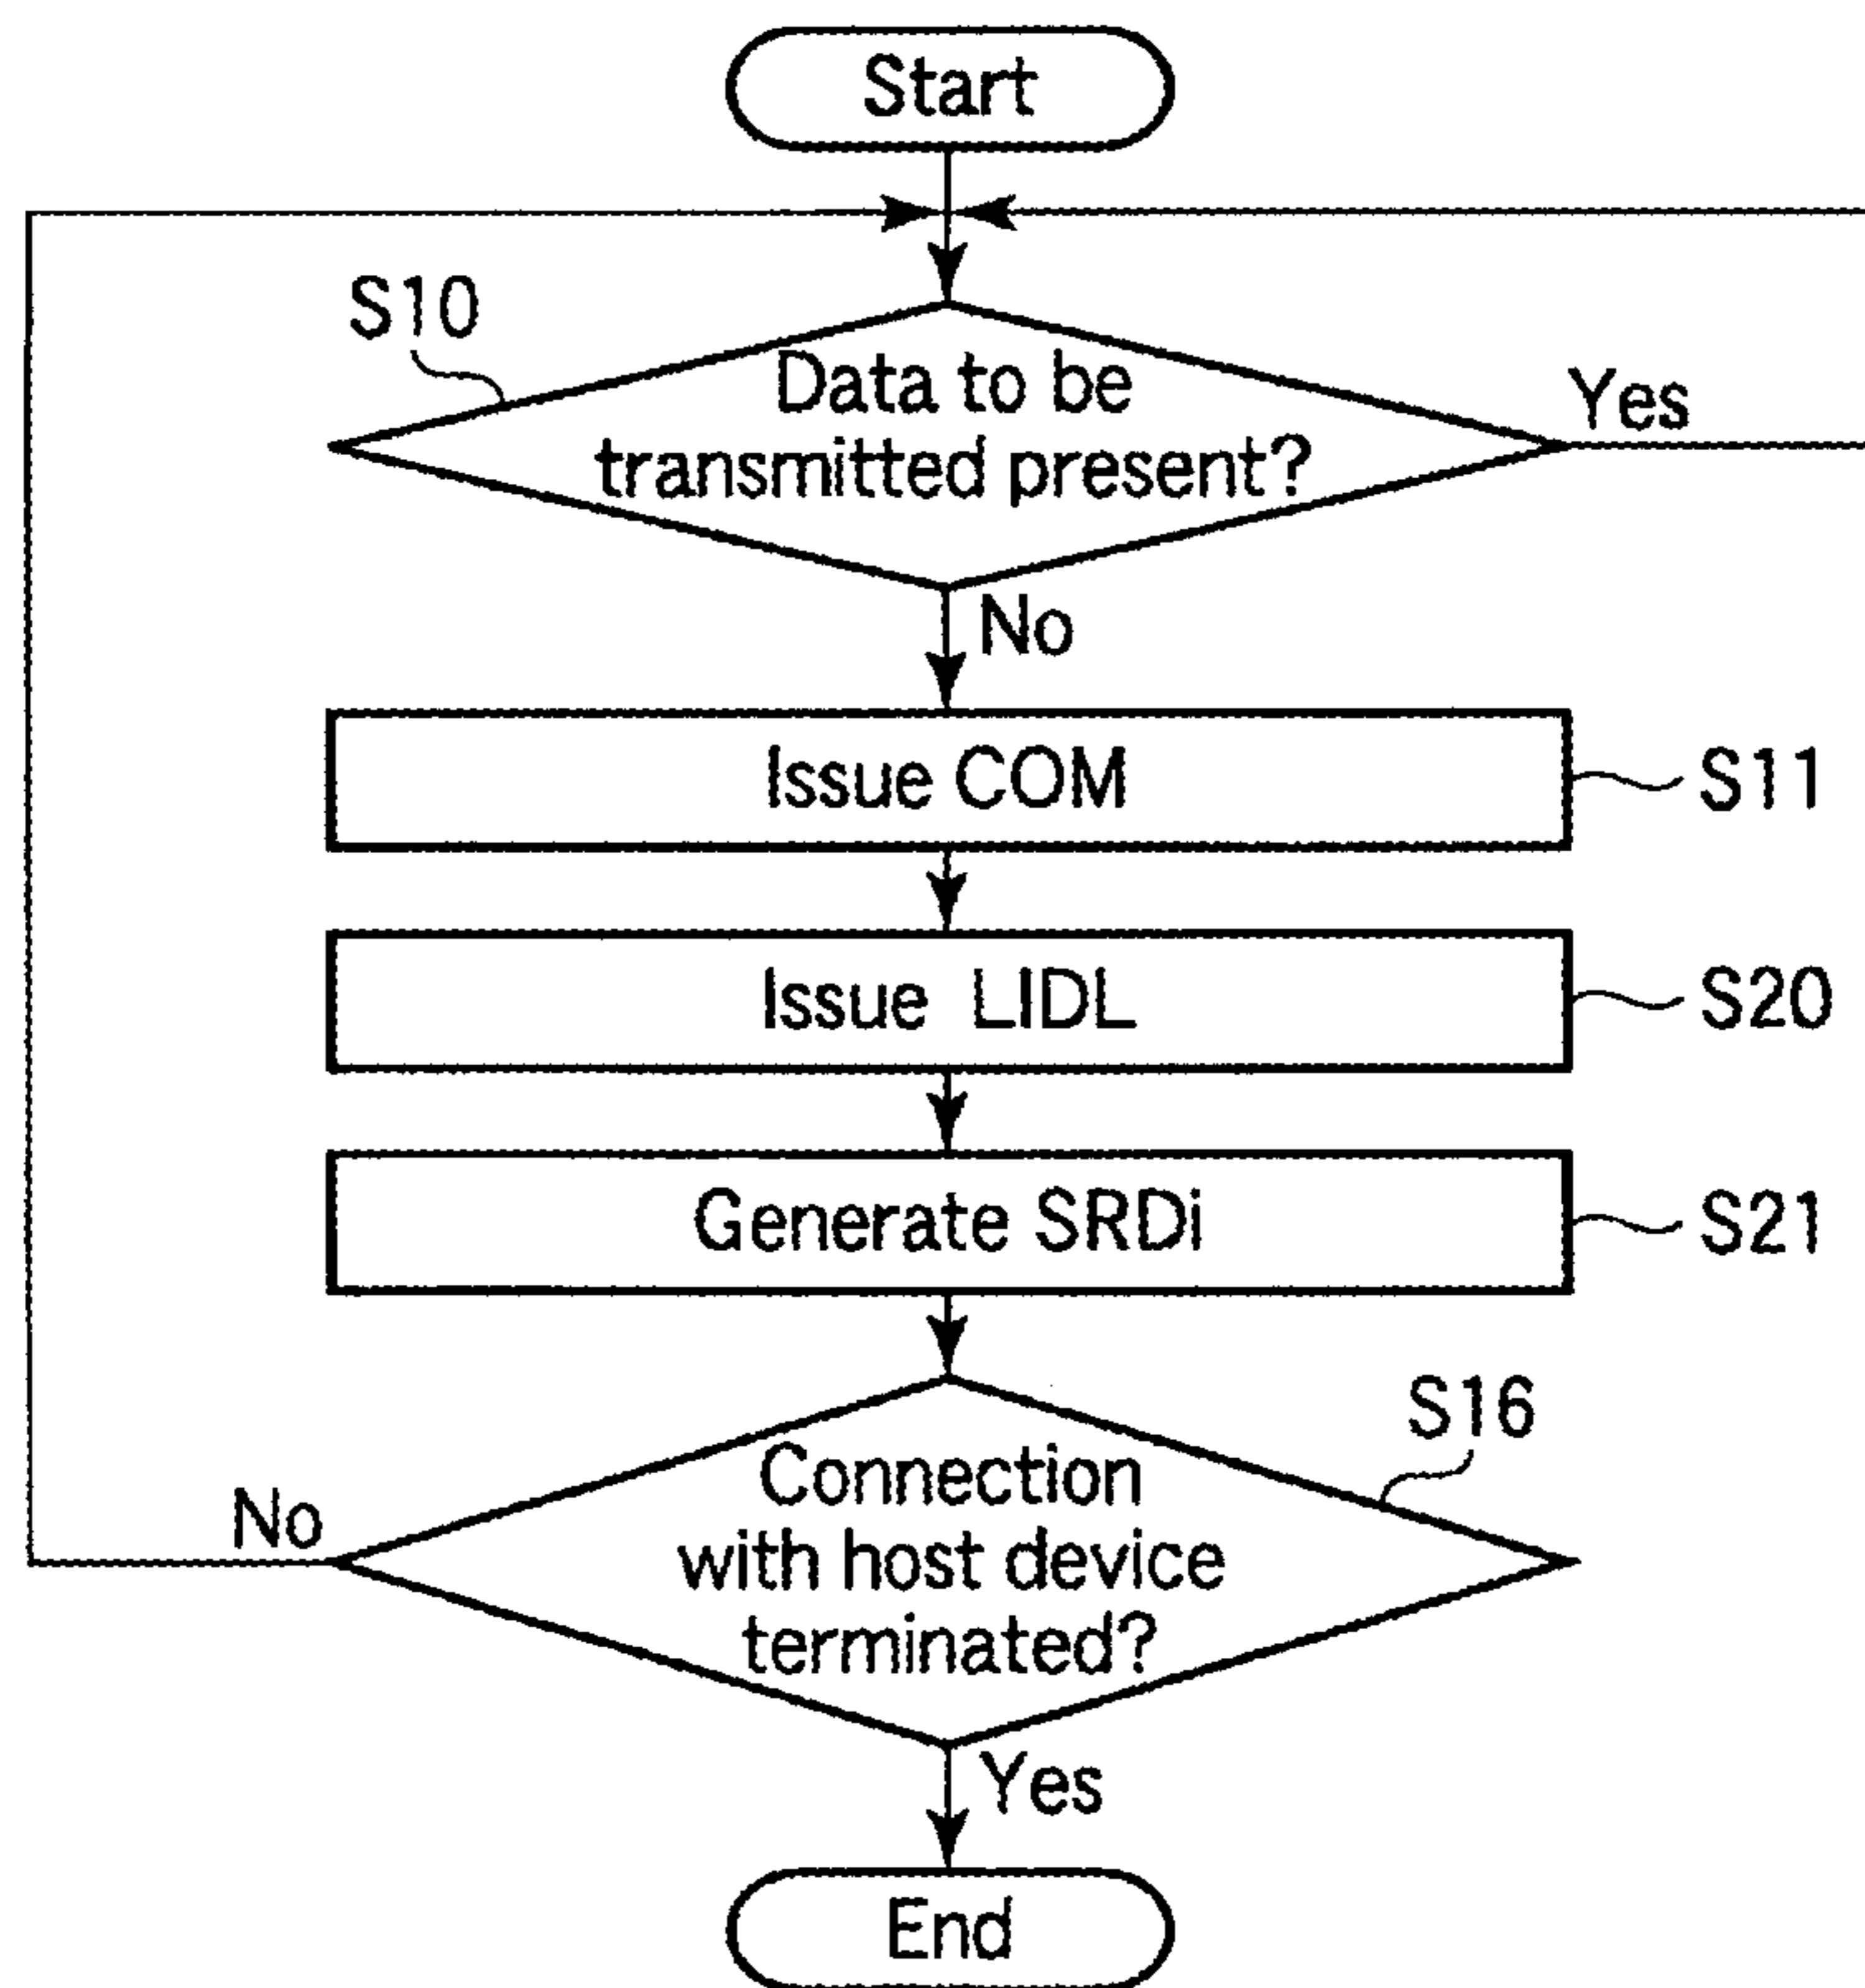 Start
S10
Data to be
transmitted present?
Yes
No
Issue COM
S11
Issue LIDL
S20
Generate SRDi
S21
S16
Connection
with host device
terminated?
No
Yes
End